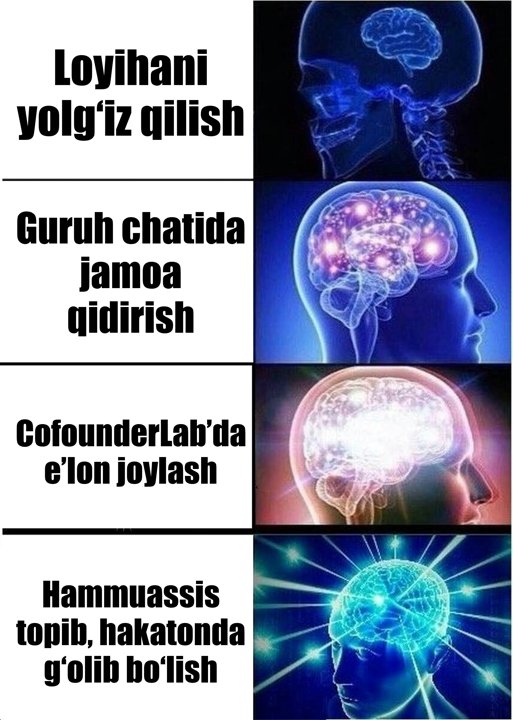 Loyihani
yolg‘iz qilish
Guruh chatida
jamoa
qidirish
CofounderLab’da
e’lon joylash
Hammuassis
topib, hakatonda
g‘olib bo‘lish